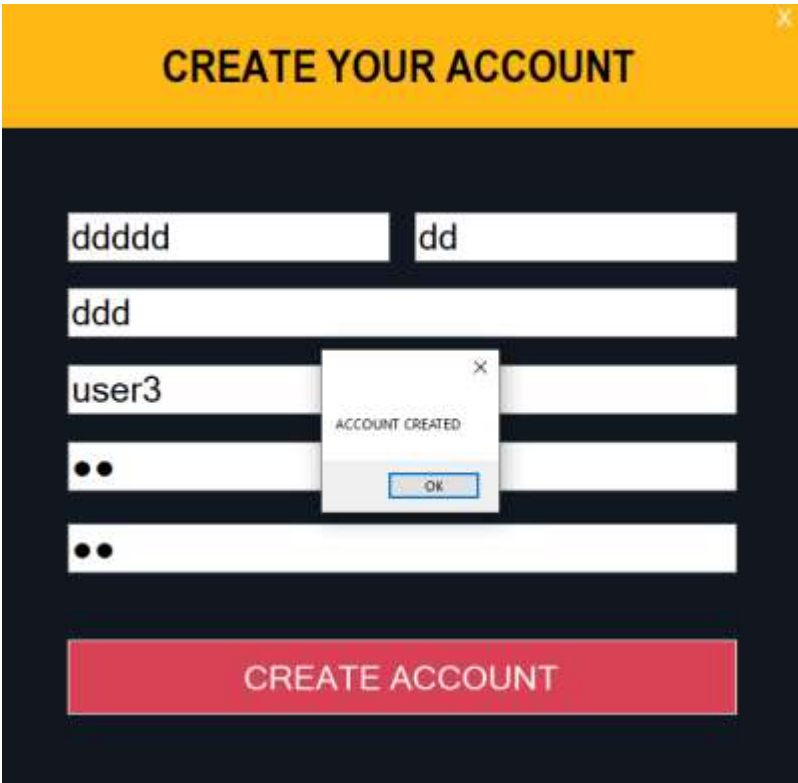 X
CREATE YOUR ACCOUNT
ddddd dd
ddd
user3
ACCOUNT CREATED
●●
OK
●●
CREATE ACCOUNT